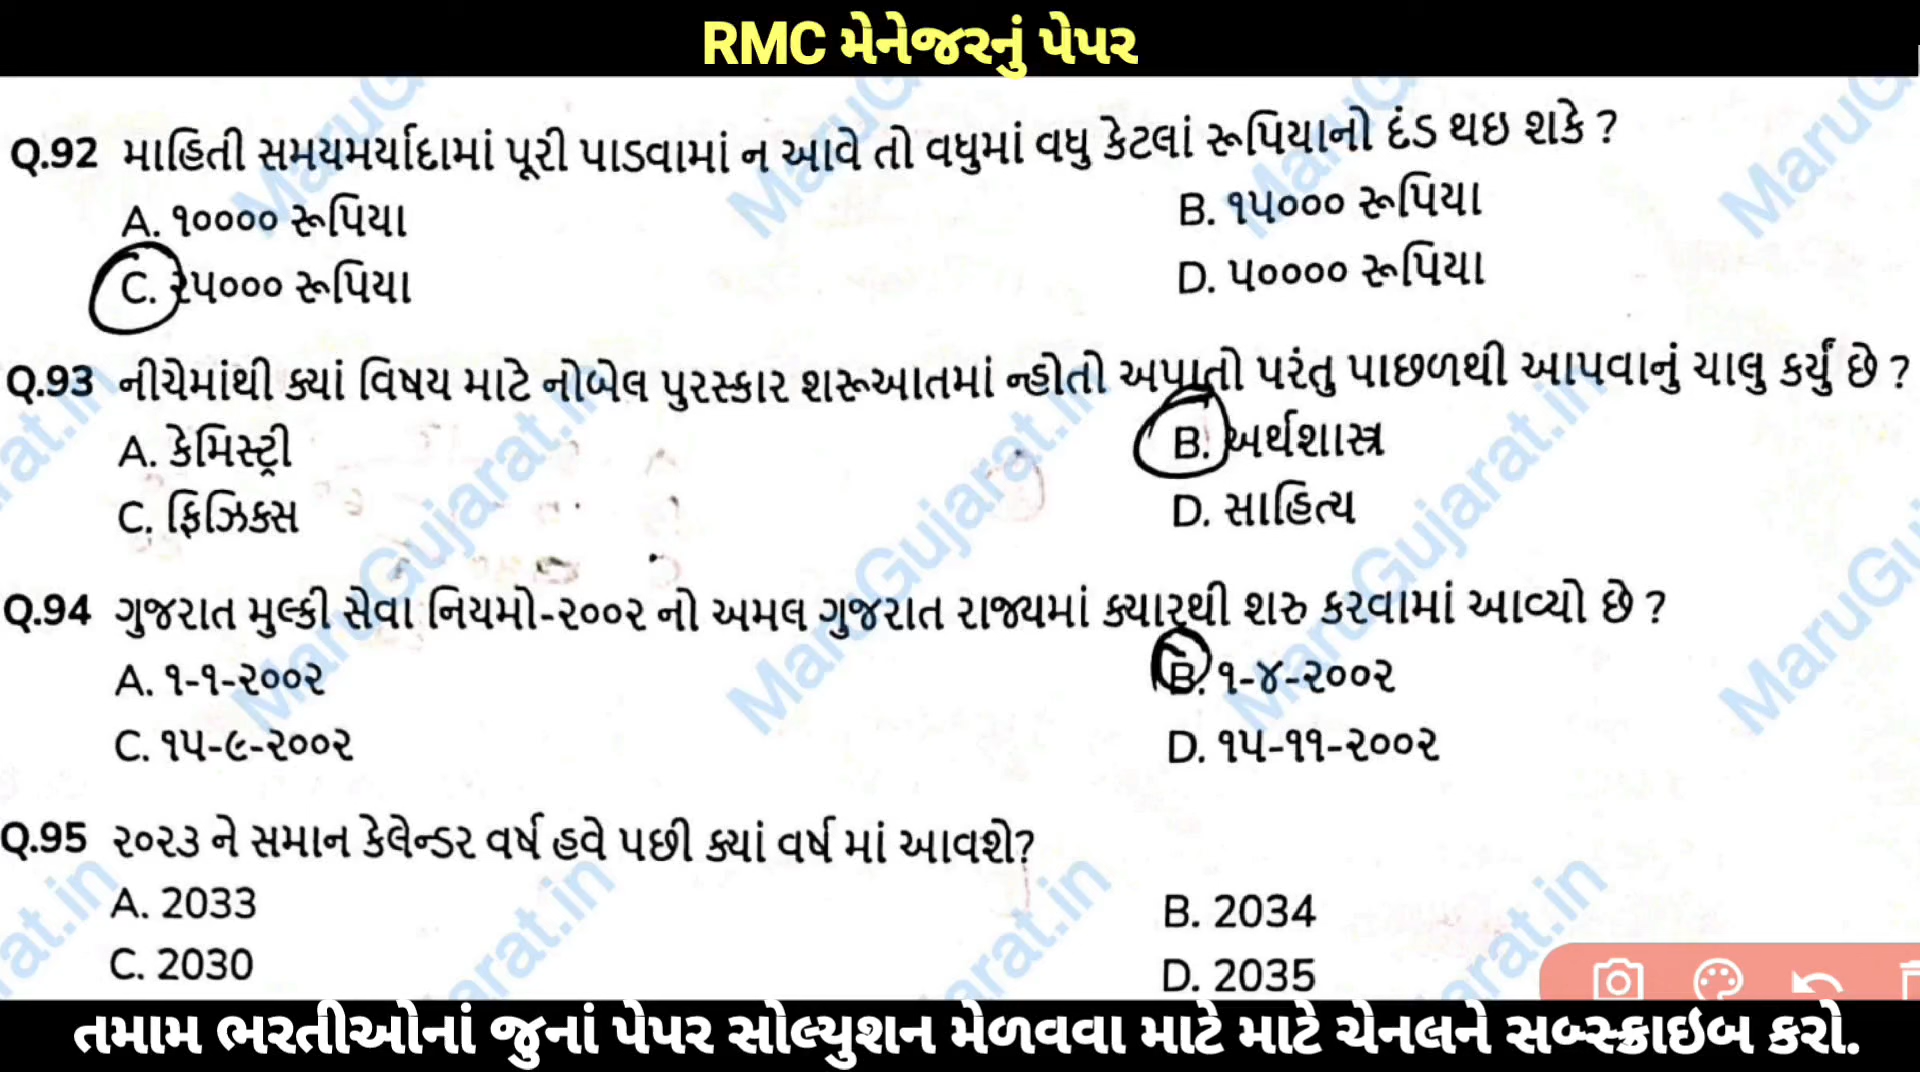 RMC મેનેજરનું પેપર
Q.92 માહિતી સમયમર્યાદામાં પૂરી પાડવામાં ન આવે તો વધુમાં વધુ કેટલાં રૂપિયાનો દંડ થઇ શકે ?
A. ૧૦૦૦૦ રૂપિયા
B. ૧૫૦૦૦ રૂપિયા
C. ૨૫૦૦૦ રૂપિયા
D. ૫૦૦૦૦ રૂપિયા
Q.93 નીચેમાંથી ક્યાં વિષય માટે નોબેલ પુરસ્કાર શરૂઆતમાં ન્હોતો અપાતો પરંતુ પાછળથી આપવાનું ચાલુ કર્યું છે ?
A. કેમિસ્ટ્રી
B. અર્થશાસ્ત્ર
C. ફિઝિક્સ
D. સાહિત્ય
Q.94 ગુજરાત મુલ્કી સેવા નિયમો-૨૦૦૨ નો અમલ ગુજરાત રાજ્યમાં ક્યારથી શરુ કરવામાં આવ્યો છે ?
A. ૧-૧-૨૦૦૨
B. ૧-૪-૨૦૦૨
C. ૧૫-૯-૨૦૦૨
D. ૧૫-૧૧-૨૦૦૨
Q.95 ૨૦૨૩ ને સમાન કેલેન્ડર વર્ષ હવે પછી ક્યાં વર્ષ માં આવશે?
A. 2033
B. 2034
C. 2030
D. 2035
તમામ ભરતીઓનાં જુનાં પેપર સોલ્યુશન મેળવવા માટે માટે ચેનલને સબ્સ્ક્રાઇબ કરો.
MaruGujarat.in